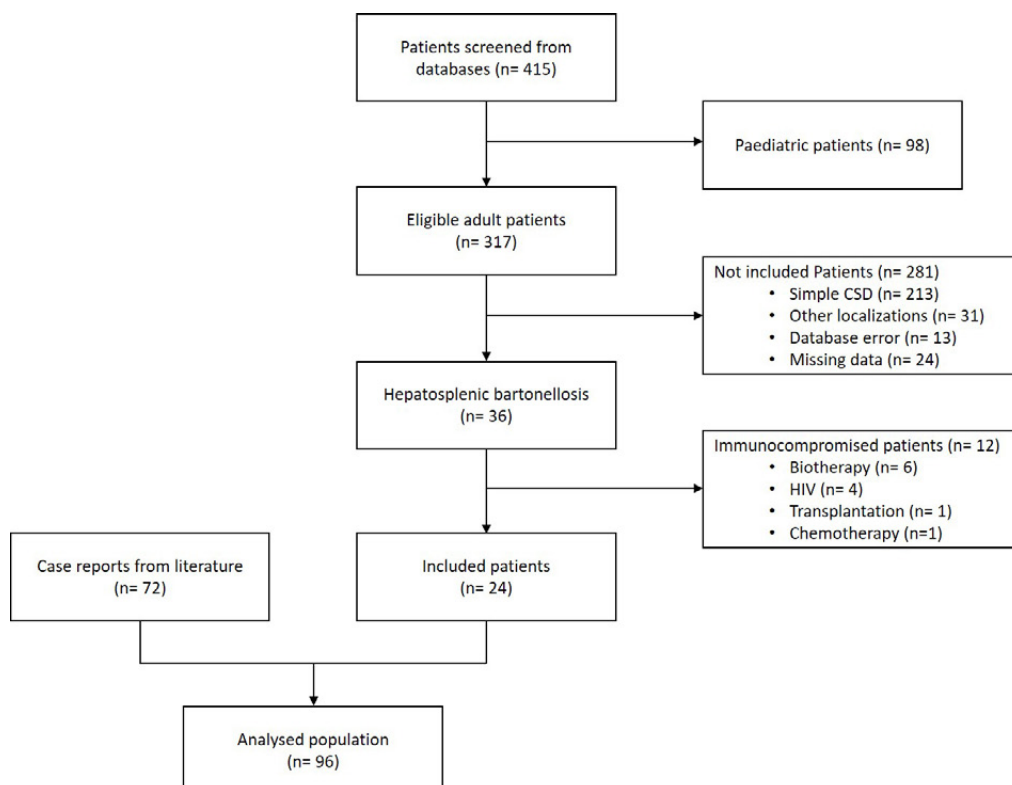 Patients screened from
databases (n= 415)
Paediatric patients (n= 98)
Eligible adult patients
(n= 317)
Not included Patients (n= 281)
• Simple CSD (n= 213)
• Other localizations (n= 31)
• Database error (n= 13)
• Missing data (n= 24)
Hepatosplenic bartonellosis
(n= 36)
Immunocompromised patients (n= 12)
• Biotherapy (n= 6)
• HIV (n= 4)
• Transplantation (n= 1)
• Chemotherapy (n=1)
Case reports from literature
(n= 72)
Included patients
(n= 24)
Analysed population
(n= 96)